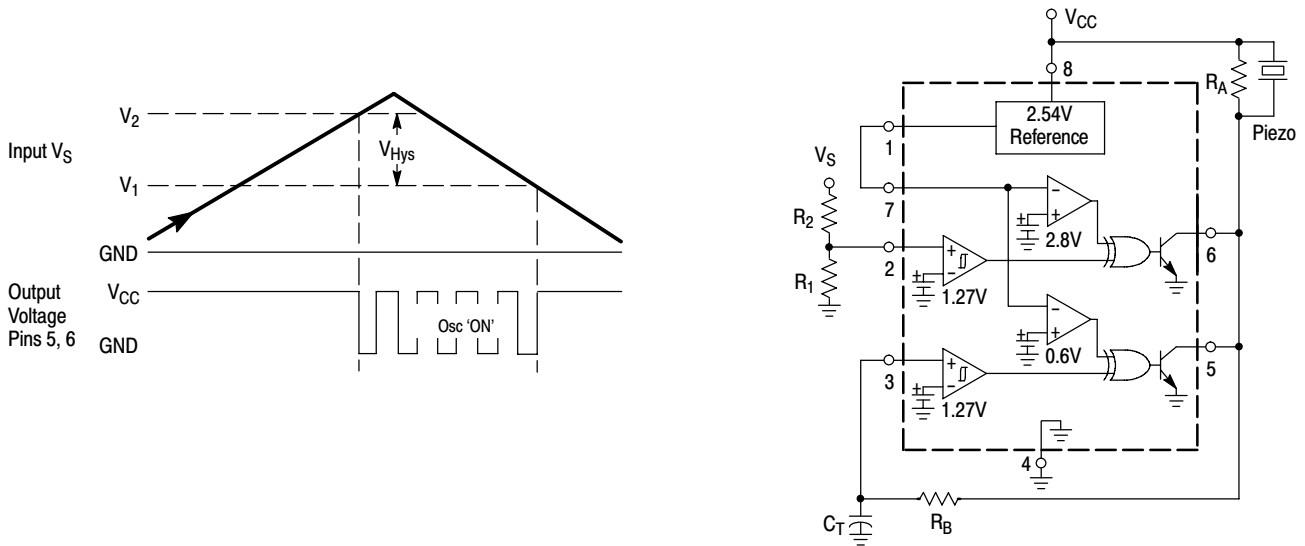 V2
Input VS
VHys
V1
GND
Output
Voltage
Pins 5, 6
VCC
Osc 'ON'
GND
VCC
8
RA
Piezo
2.54V
Reference
1
VS
7
R2
2.8V
6
2
R1
1.27V
0.6V
5
3
1.27V
4
CT
RB